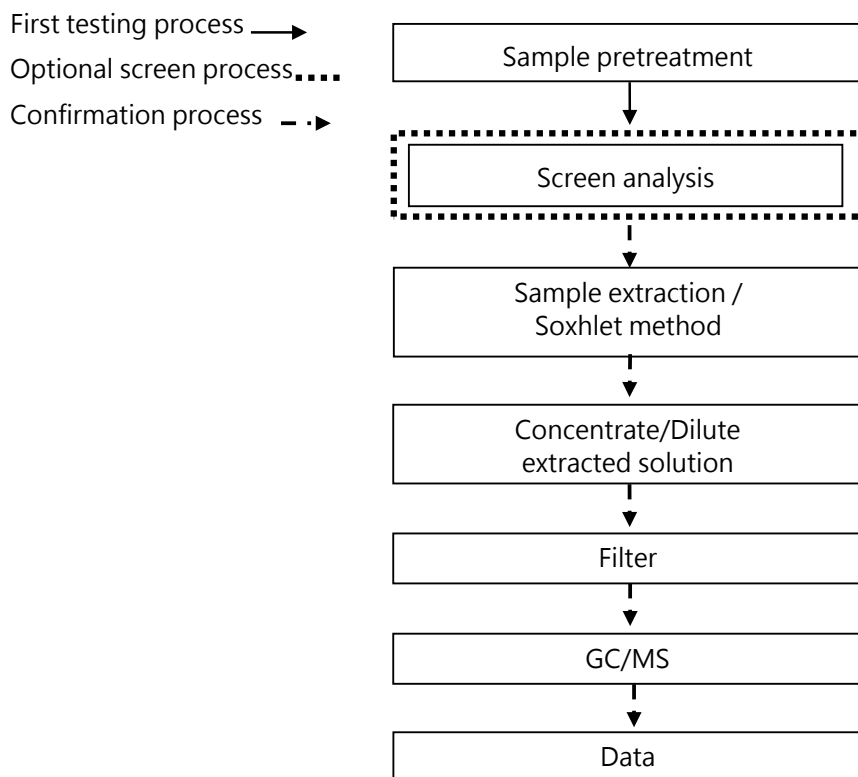 First testing process
Optional screen process
Confirmation process
Sample pretreatment
Screen analysis
Sample extraction /
Soxhlet method
Concentrate/Dilute
extracted solution
Filter
GC/MS
Data